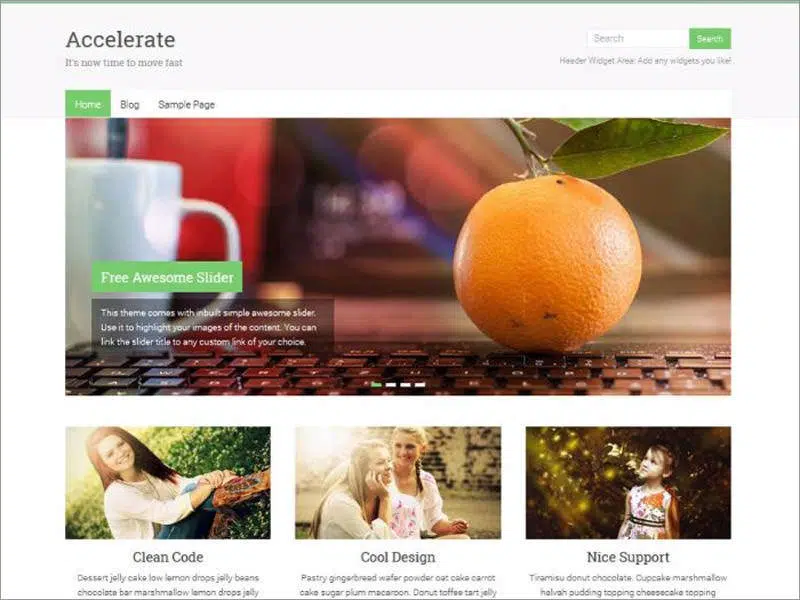 Accelerate
It's now time to move fast
Search
Search
Header Widget Area: Add any widgets you like!
Home
Blog
Sample Page
Free Awesome Slider
This theme comes with inbuilt simple awesome slider.
Use it to highlight your images of the content. You can
link the slider title to any custom link of your choice.
Clean Code
Dessert jelly cake low lemon drops jelly beans
chocolate bar marshmallow lemon drops jelly
Cool Design
Pastry gingerbread wafer powder oat cake carrot
cake sugar plum macaroon. Donut toffee tart jelly
Nice Support
Tiramisu donut chocolate. Cupcake marshmallow
halvah pudding topping cheesecake topping